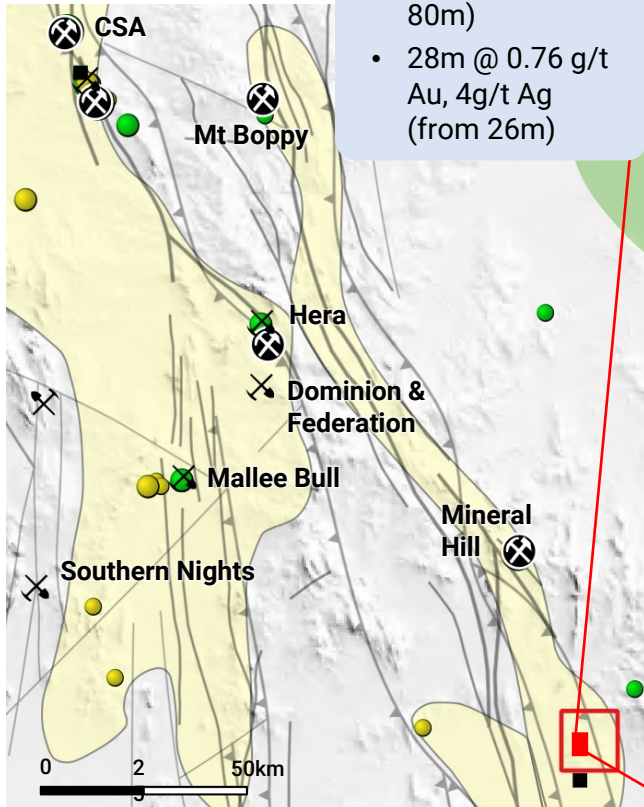 80m)
• 28m @ 0.76 g/t
Au, 4g/t Ag
(from 26m)
CSA
Mt Boppy
Hera
Dominion &
Federation
Mallee Bull
Mineral
Hill
Southern Nights
0 2 50km
5